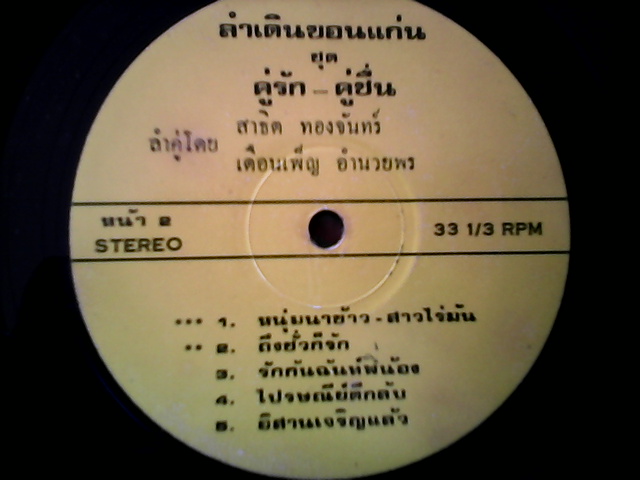 ลำเดินขอนแก่น
ชุด
คู่รัก - คู่ชื่น
ลำคู่โดย
สาธิต ทองจันทร์
เดือนเพ็ญ อำนวยพร
หน้า ๒
STEREO
33 1/3 RPM
*** ๑. หนุ่มนาข้าว - สาวไร่มัน
** ๒. ถึงชั่วก็รัก
๓. รักกันฉันท์พี่น้อง
๔. ไปรษณีย์ตีกลับ
๕. อีสานเจริญแล้ว